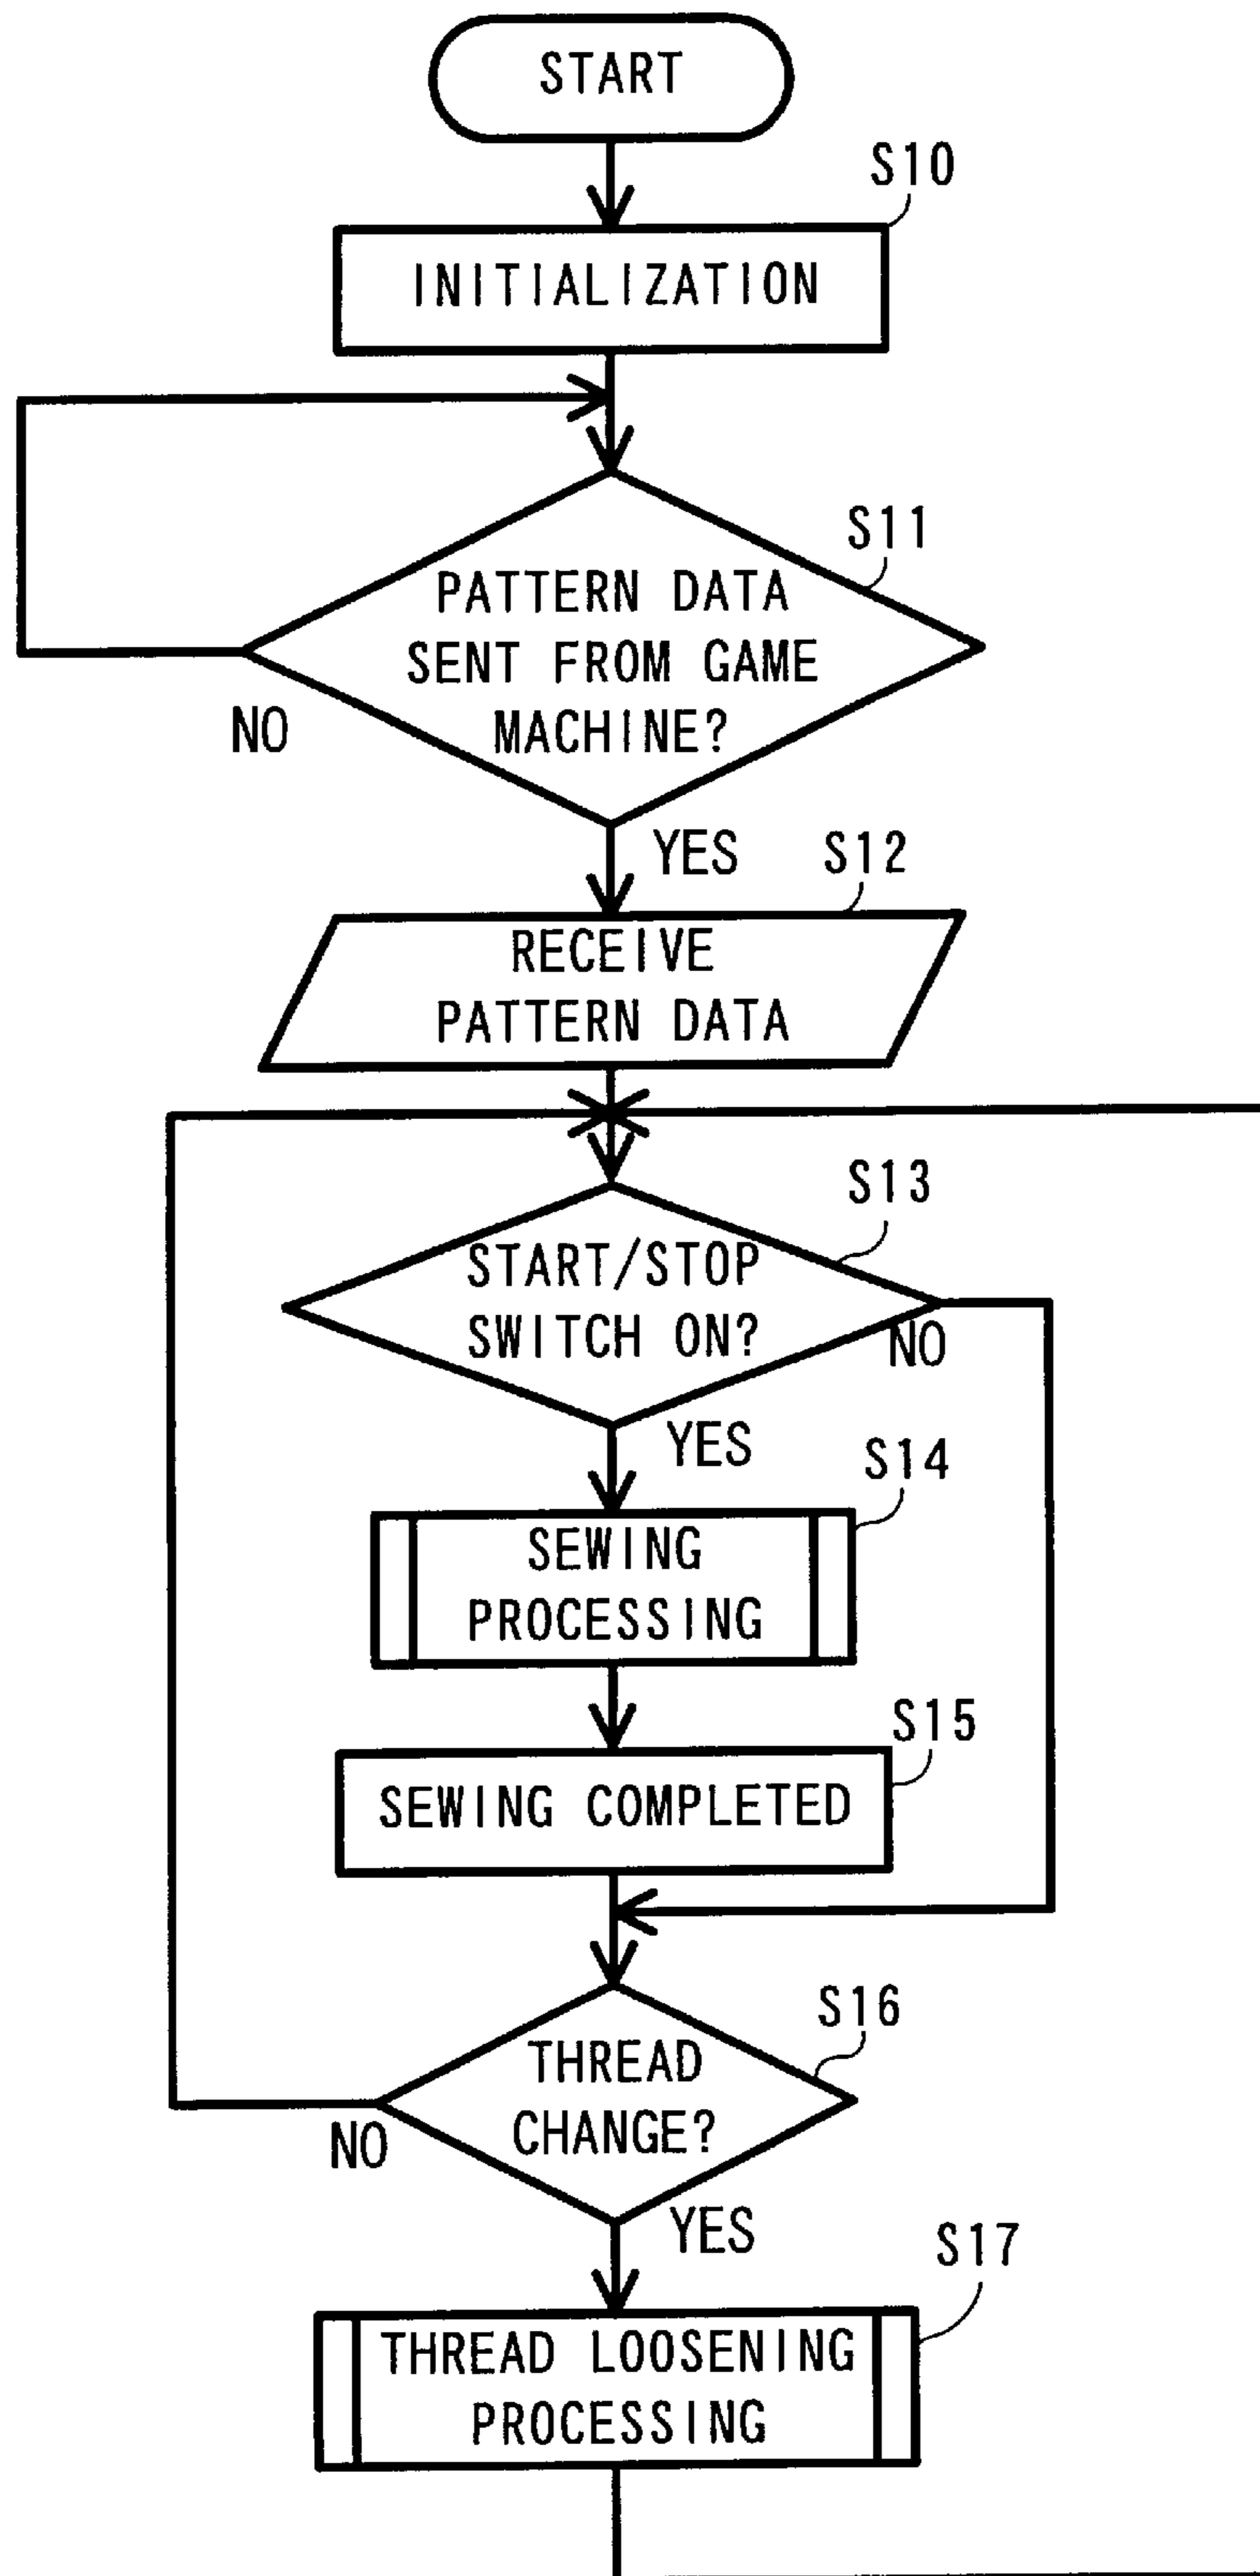 START
S10
INITIALIZATION
S11
PATTERN DATA
SENT FROM GAME
MACHINE?
NO
YES
S12
RECEIVE
PATTERN DATA
S13
START/STOP
SWITCH ON?
NO
YES
S14
SEWING
PROCESSING
S15
SEWING COMPLETED
S16
THREAD
CHANGE?
NO
YES
S17
THREAD LOOSENING
PROCESSING